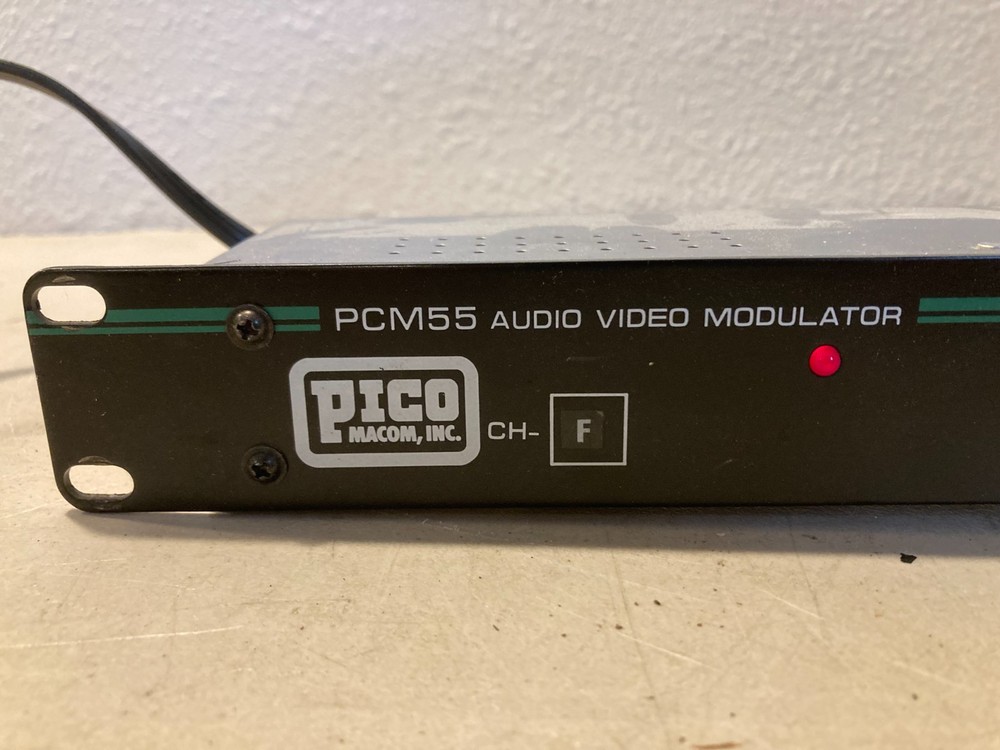 PCM55 AUDIO VIDEO MODULATOR
PICO
MACOM, INC.
CH- F